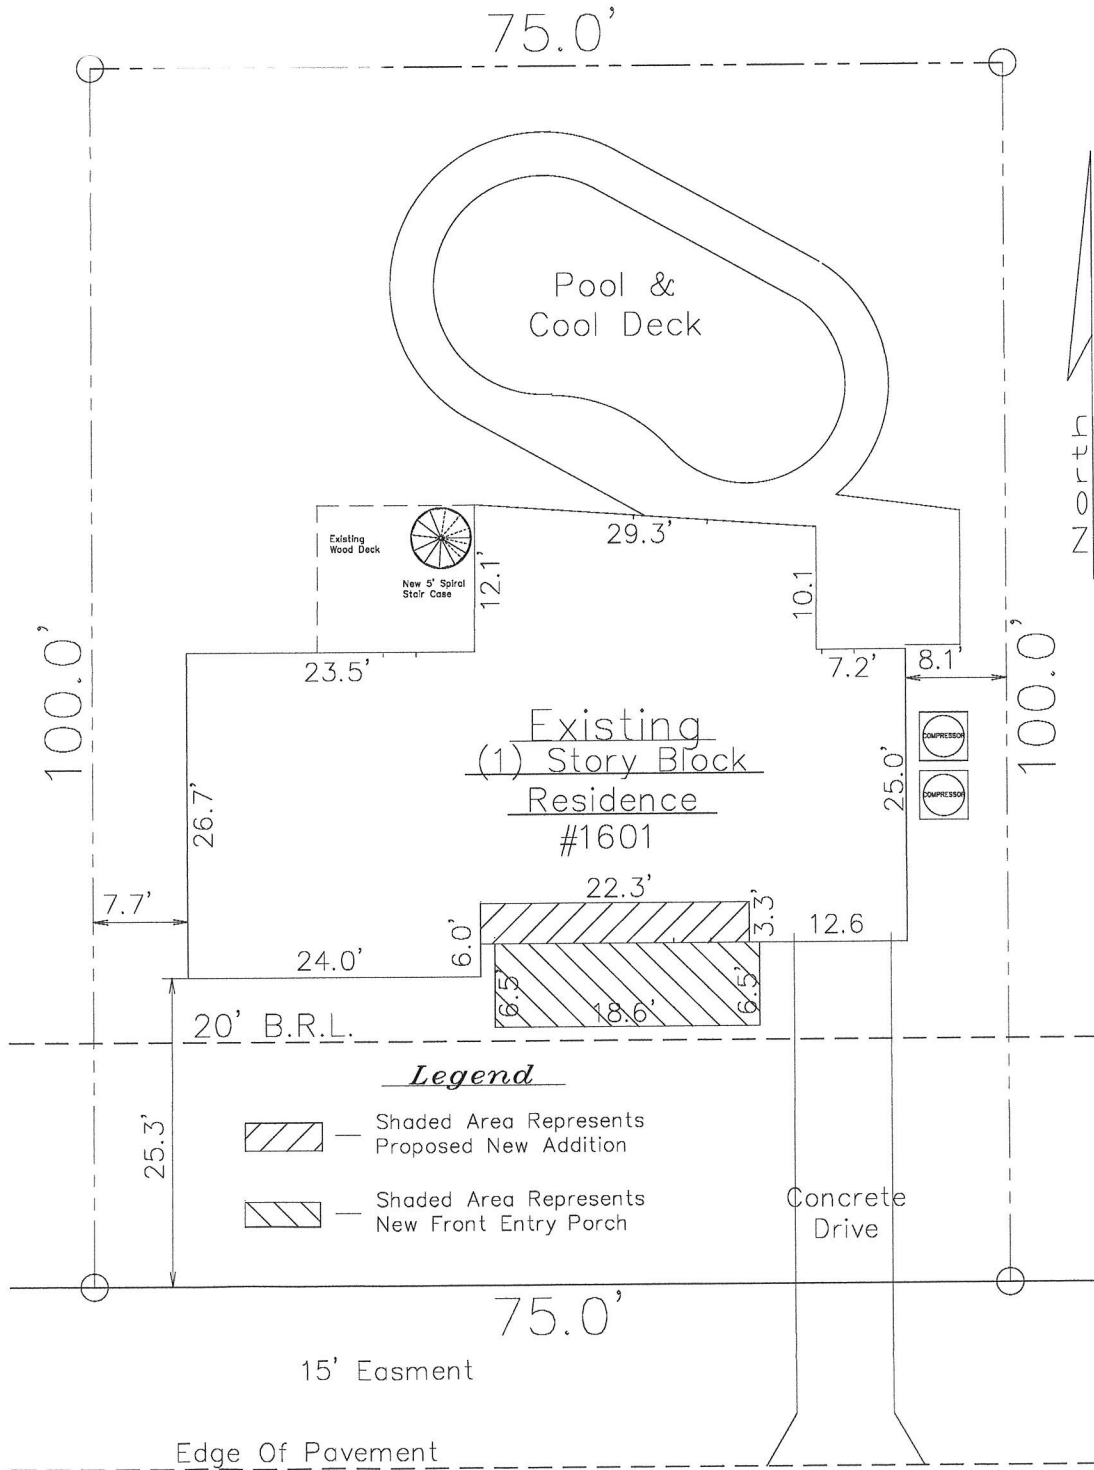 75.0'
Pool &
Cool Deck
North
Existing
Wood Deck
New 5' Spiral
Stair Case
12.1'
29.3'
10.1
100.0'
23.5'
7.2'
8.1'
100.0'
Existing
(1) Story Block
Residence
#1601
COMPRESSOR
COMPRESSOR
25.0'
26.7'
7.7'
22.3'
3.3'
12.6
6.0'
24.0'
6.5'
18.6'
6.5'
20' B.R.L.
Legend
Shaded Area Represents
Proposed New Addition
25.3'
Shaded Area Represents
New Front Entry Porch
Concrete
Drive
75.0'
15' Easment
Edge Of Pavement